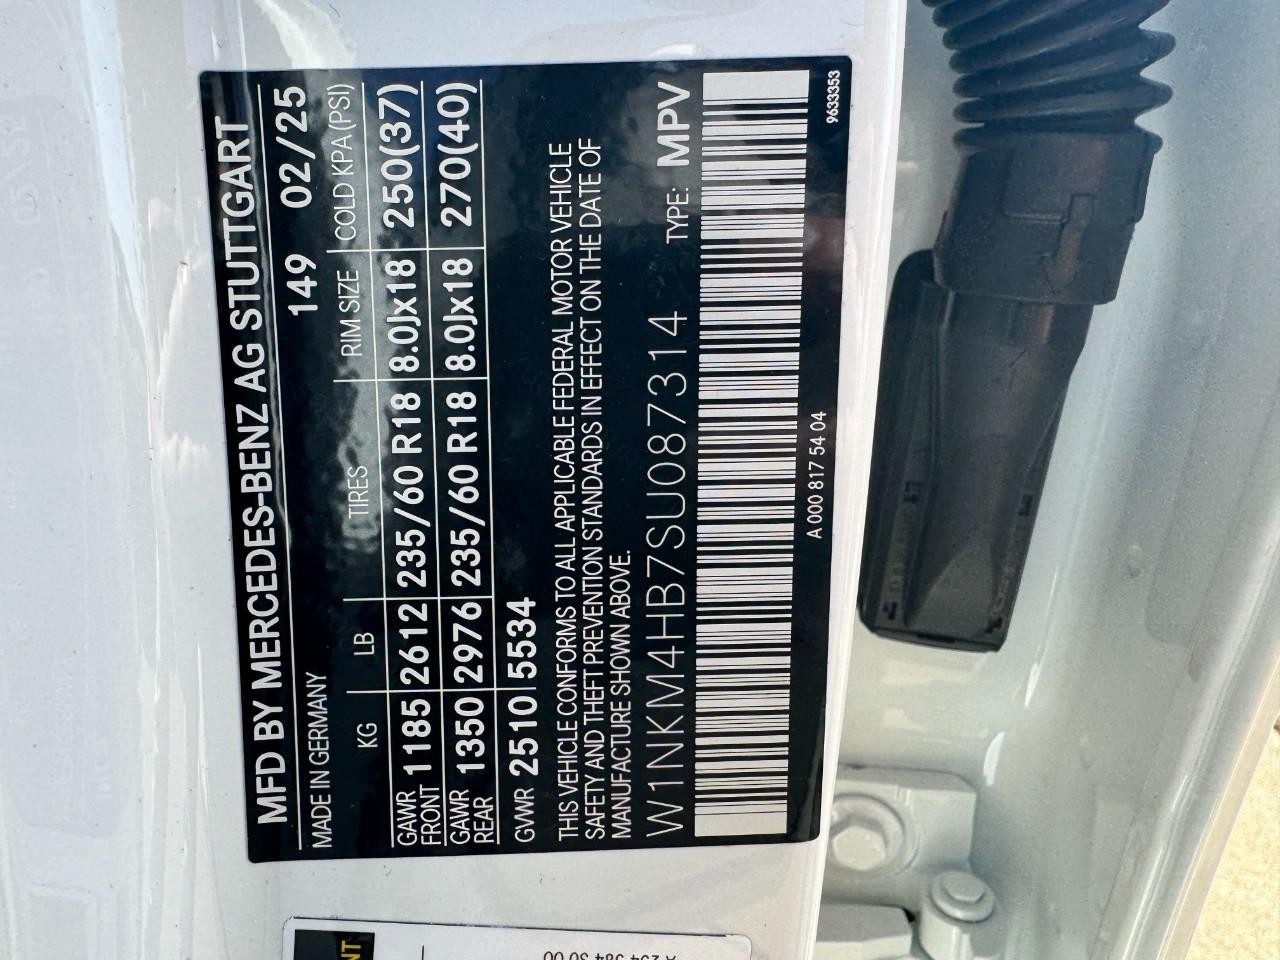 MFD BY MERCEDES-BENZ AG STUTTGART
MADE IN GERMANY 149 02/25
KG LB TIRES RIM SIZE COLD KPA(PSI)
GAWR FRONT 1185 2612 235/60 R18 8.0Jx18 250(37)
GAWR REAR 1350 2976 235/60 R18 8.0Jx18 270(40)
GVWR 2510 5534
THIS VEHICLE CONFORMS TO ALL APPLICABLE FEDERAL MOTOR VEHICLE
SAFETY AND THEFT PREVENTION STANDARDS IN EFFECT ON THE DATE OF
MANUFACTURE SHOWN ABOVE.
W1NKM4HB7SU087314 TYPE: MPV
A 000 817 54 04
9633353